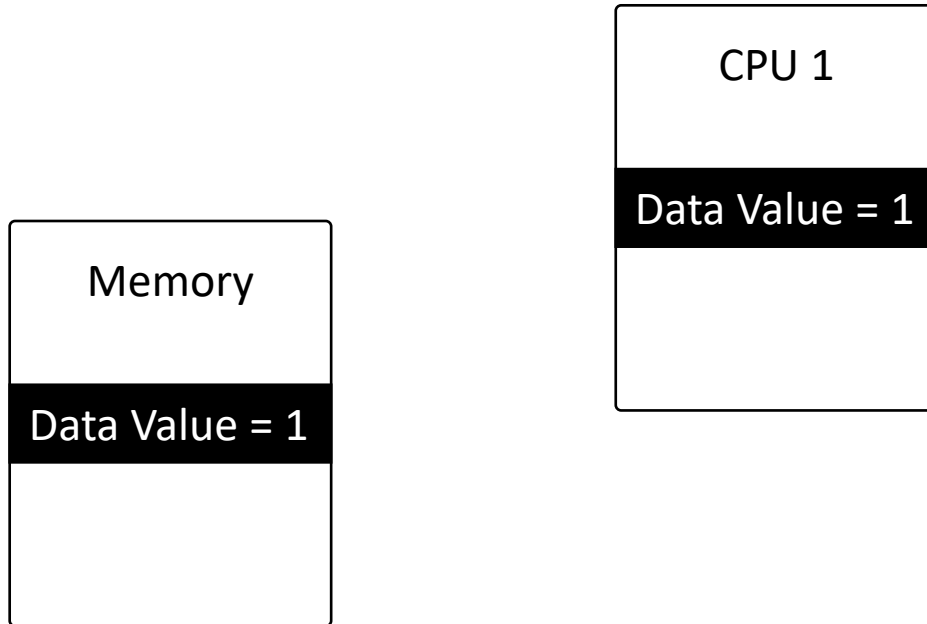 CPU 1
Data Value = 1
Memory
Data Value = 1